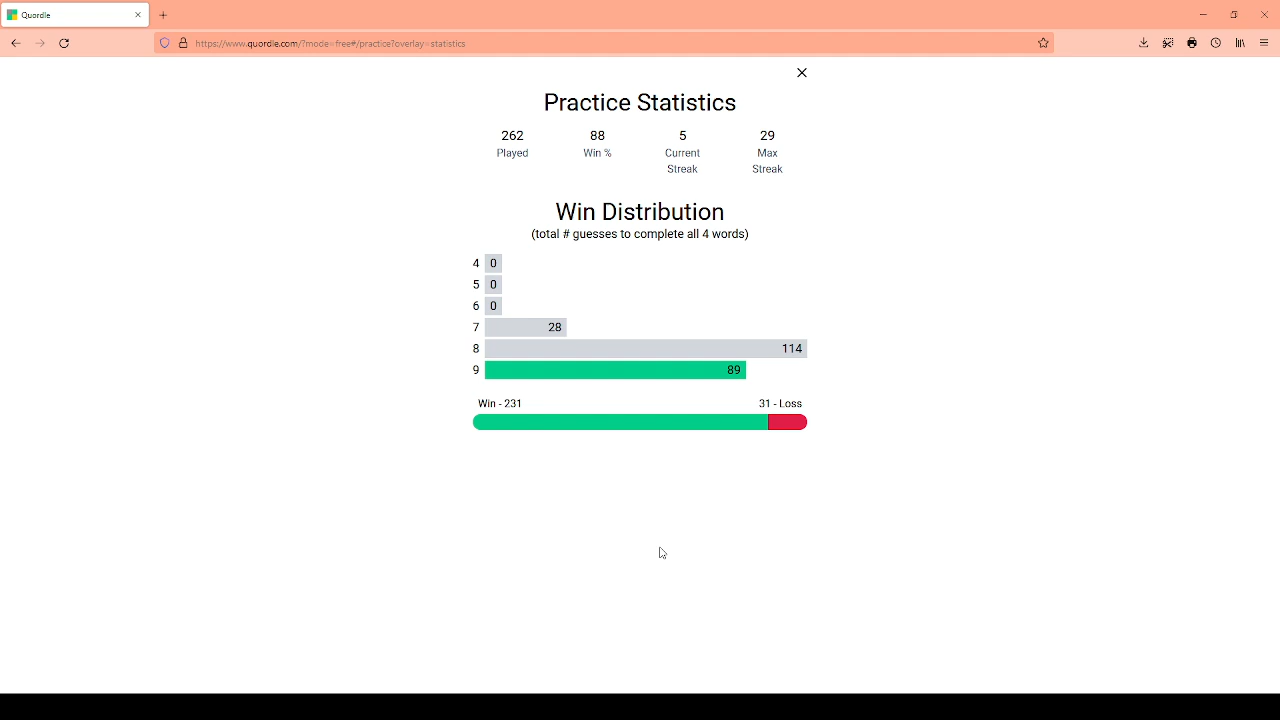 Quordle
https://www.quordle.com/?mode=free#/practice?overlay=statistics
Practice Statistics
262 88 5 29
Played Win % Current Streak Max Streak
Win Distribution
(total # guesses to complete all 4 words)
4 0
5 0
6 0
7 28
8 114
9 89
Win - 231 31 - Loss